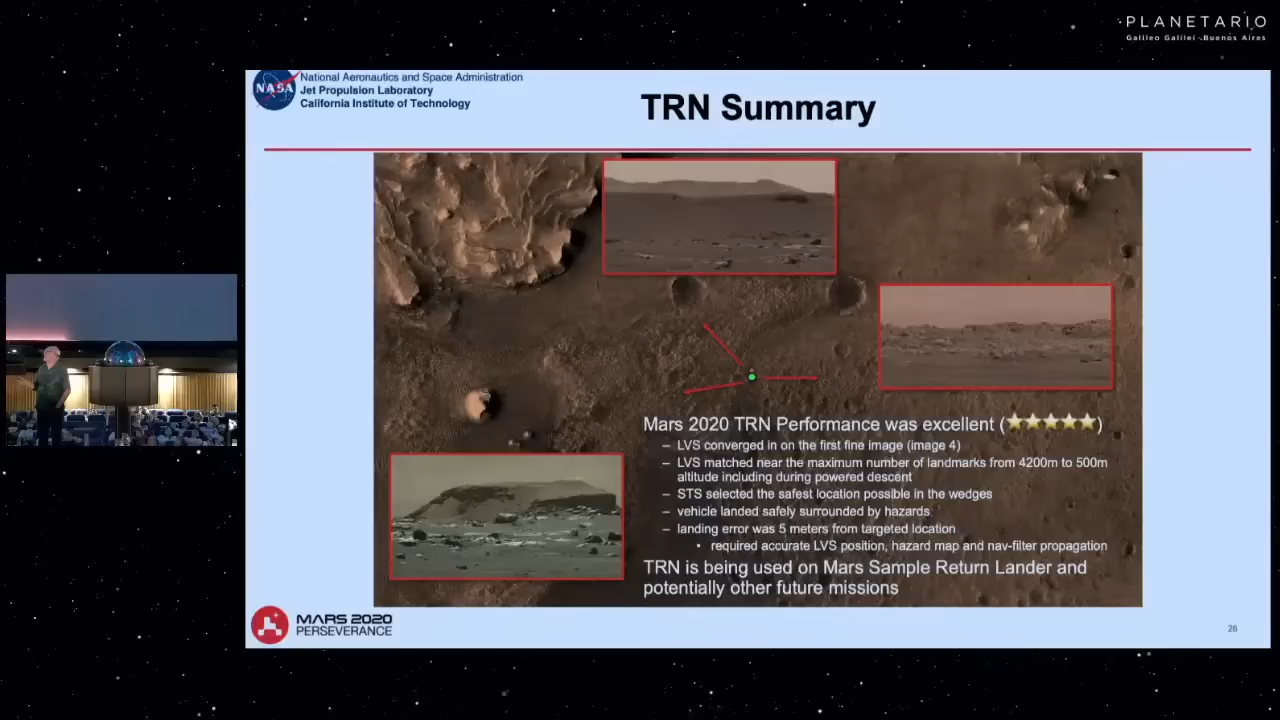 PLANETARIO
Galileo Galilei - Buenos Aires
NASA
National Aeronautics and Space Administration
Jet Propulsion Laboratory
California Institute of Technology
TRN Summary
Mars 2020 TRN Performance was excellent (⭐⭐⭐⭐⭐)
– LVS converged in on the first fine image (image 4)
– LVS matched near the maximum number of landmarks from 4200m to 500m
altitude including during powered descent
– STS selected the safest location possible in the wedges
– vehicle landed safely surrounded by hazards
– landing error was 5 meters from targeted location
• required accurate LVS position, hazard map and nav-filter propagation
TRN is being used on Mars Sample Return Lander and
potentially other future missions
MARS 2020
PERSEVERANCE
26